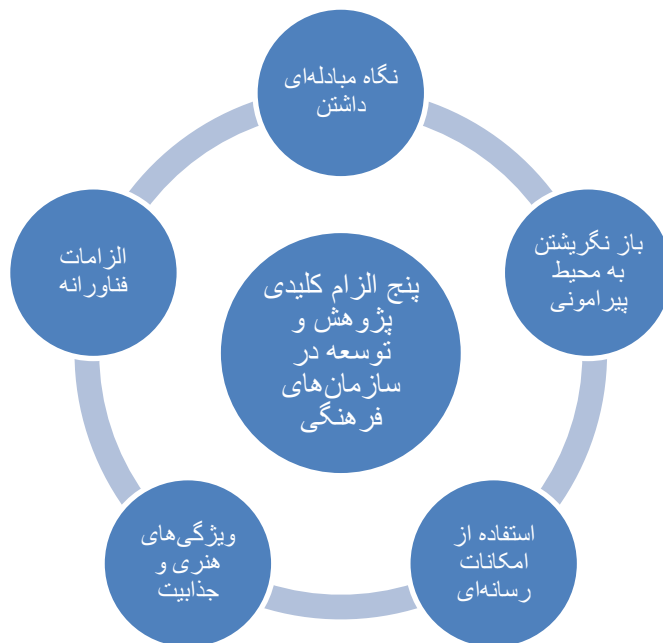 نگاه مبادله‌ای
داشتن
باز نگریشتن
به محیط
پیرامونی
استفاده از
امکانات
رسانه‌ای
ویژگی‌های
هنری و
جذابیت
الزامات
فناورانه
پنج الزام کلیدی
پژوهش و
توسعه در
سازمان‌های
فرهنگی